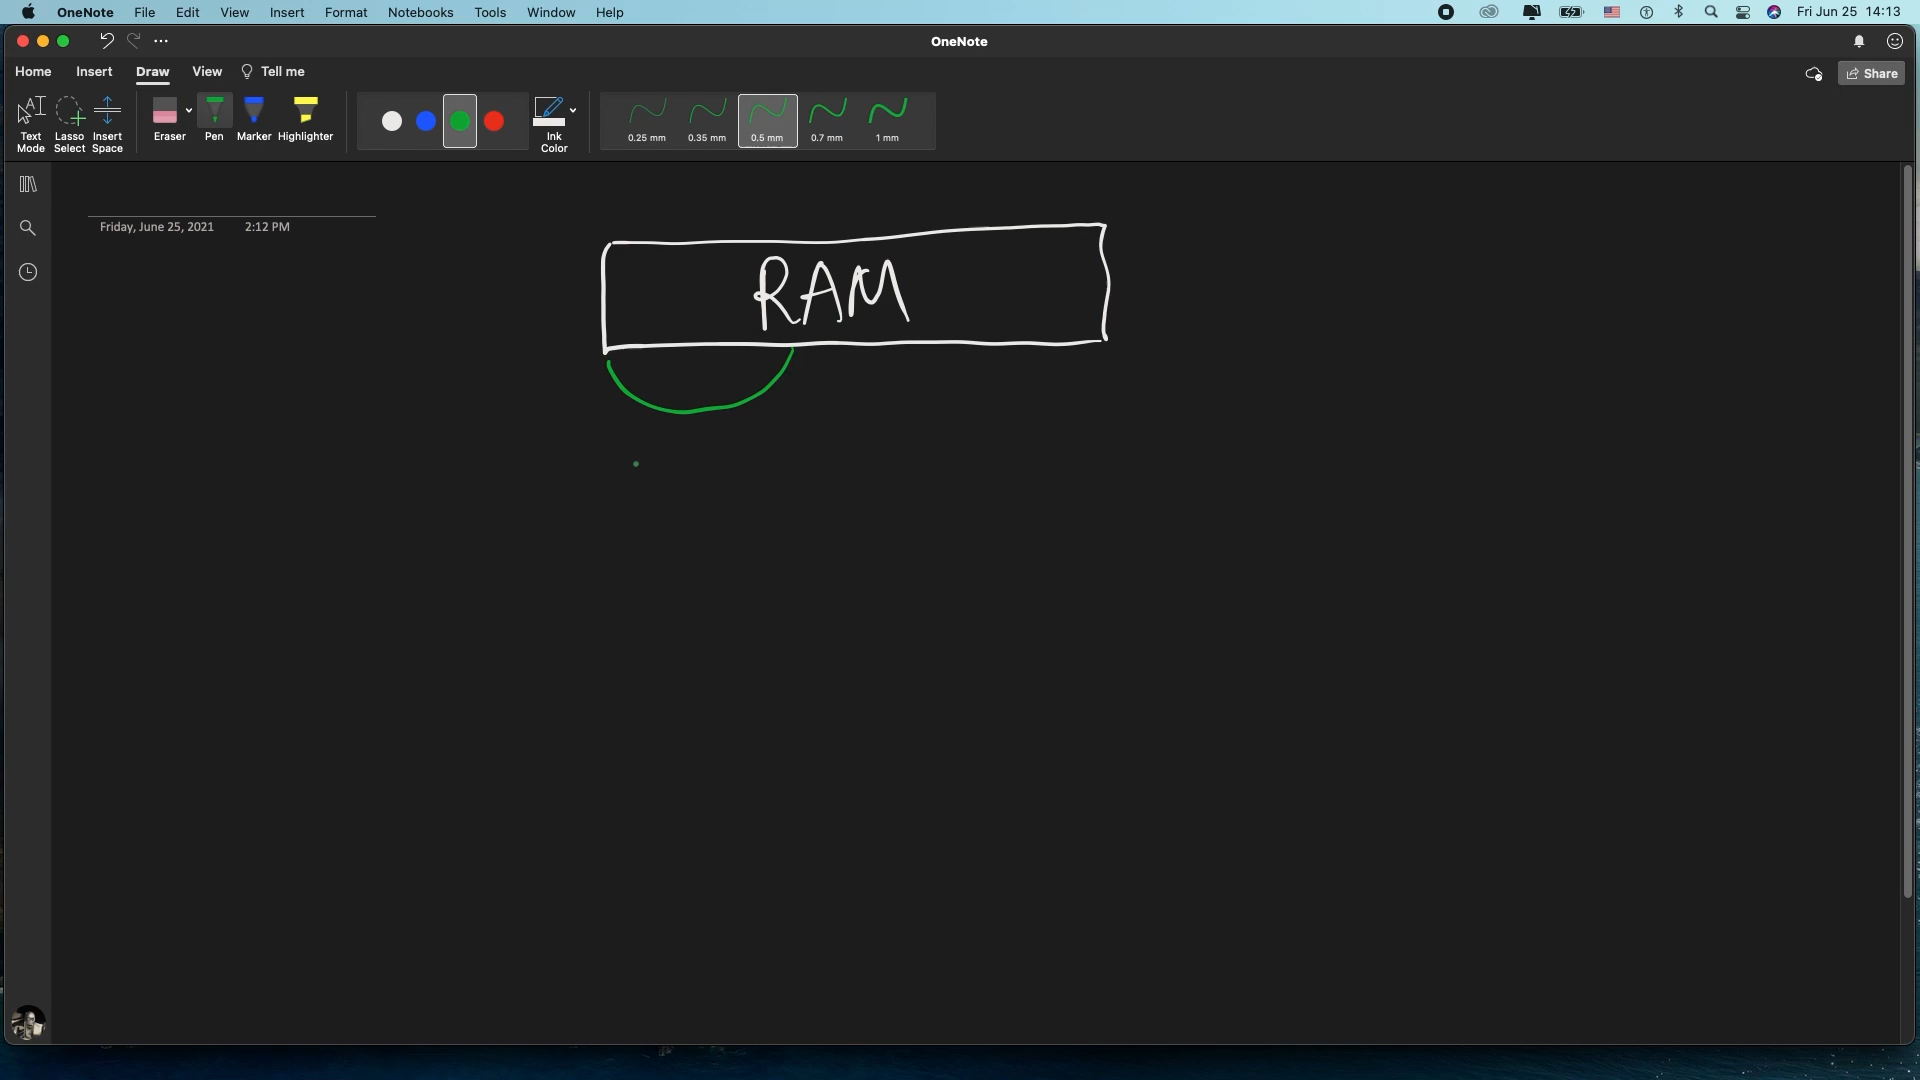 OneNote File Edit View Insert Format Notebooks Tools Window Help Fri Jun 25 14:13
OneNote
Home Insert Draw View Tell me Share
Text Mode Lasso Select Insert Space Eraser Pen Marker Highlighter Ink Color 0.25 mm 0.35 mm 0.5 mm 0.7 mm 1 mm
Friday, June 25, 2021 2:12 PM
RAM